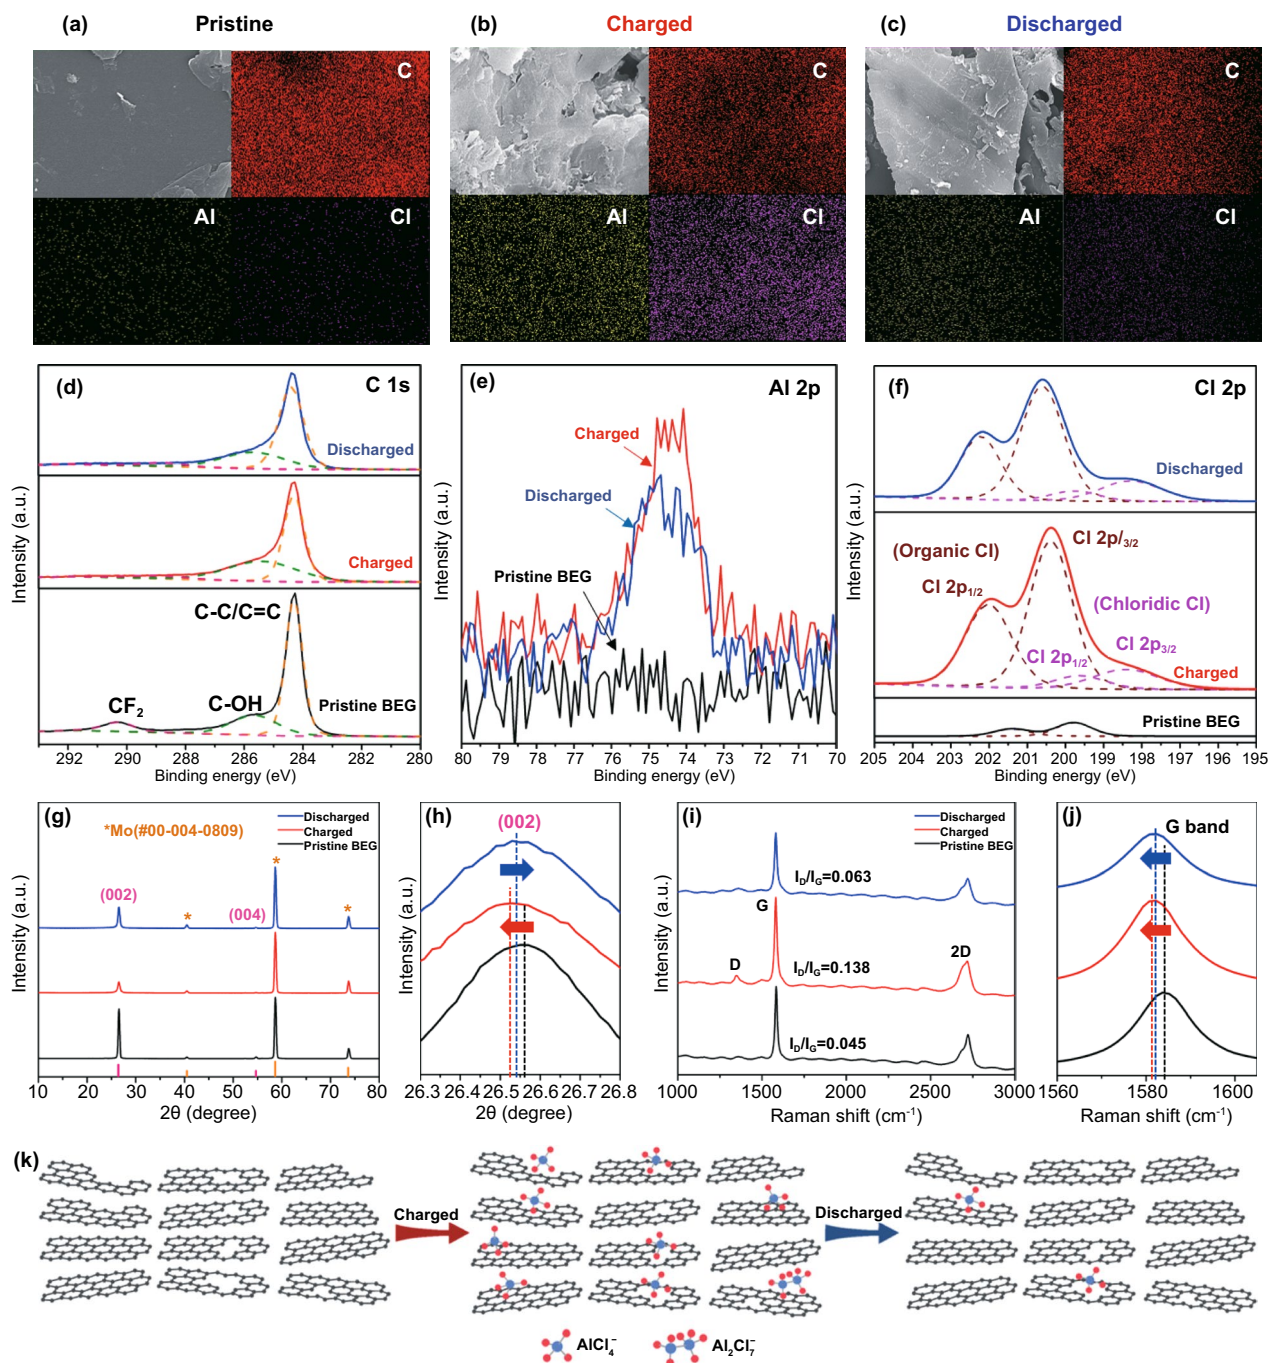 (a) Pristine
(b) Charged
(c) Discharged
C
Al
Cl
C
Al
Cl
C
Al
Cl
(d) C 1s
Discharged
Charged
C-C/C=C
CF2
C-OH
Pristine BEG
Intensity (a.u.)
292 290 288 286 284 282 280
Binding energy (eV)
(e) Al 2p
Charged
Discharged
Pristine BEG
Intensity (a.u.)
80 79 78 77 76 75 74 73 72 71 70
Binding energy (eV)
(f) Cl 2p
Discharged
(Organic Cl)
Cl 2p/3/2
Cl 2p1/2
(Chloridic Cl)
Cl 2p1/2
Cl 2p3/2
Charged
Pristine BEG
Intensity (a.u.)
205 204 203 202 201 200 199 198 197 196 195
Binding energy (eV)
(g)
Discharged
Charged
Pristine BEG
*Mo(#00-004-0809)
(002)
*
(004)
*
*
Intensity (a.u.)
10 20 30 40 50 60 70 80
2θ (degree)
(h)
(002)
Intensity (a.u.)
26.3 26.4 26.5 26.6 26.7 26.8
2θ (degree)
(i)
Discharged
Charged
Pristine BEG
ID/IG=0.063
G
D
ID/IG=0.138
2D
ID/IG=0.045
Intensity (a.u.)
1000 1500 2000 2500 3000
Raman shift (cm-1)
(j)
G band
Intensity (a.u.)
1560 1580 1600
Raman shift (cm-1)
(k)
Charged
Discharged
AlCl4−
Al2Cl7−